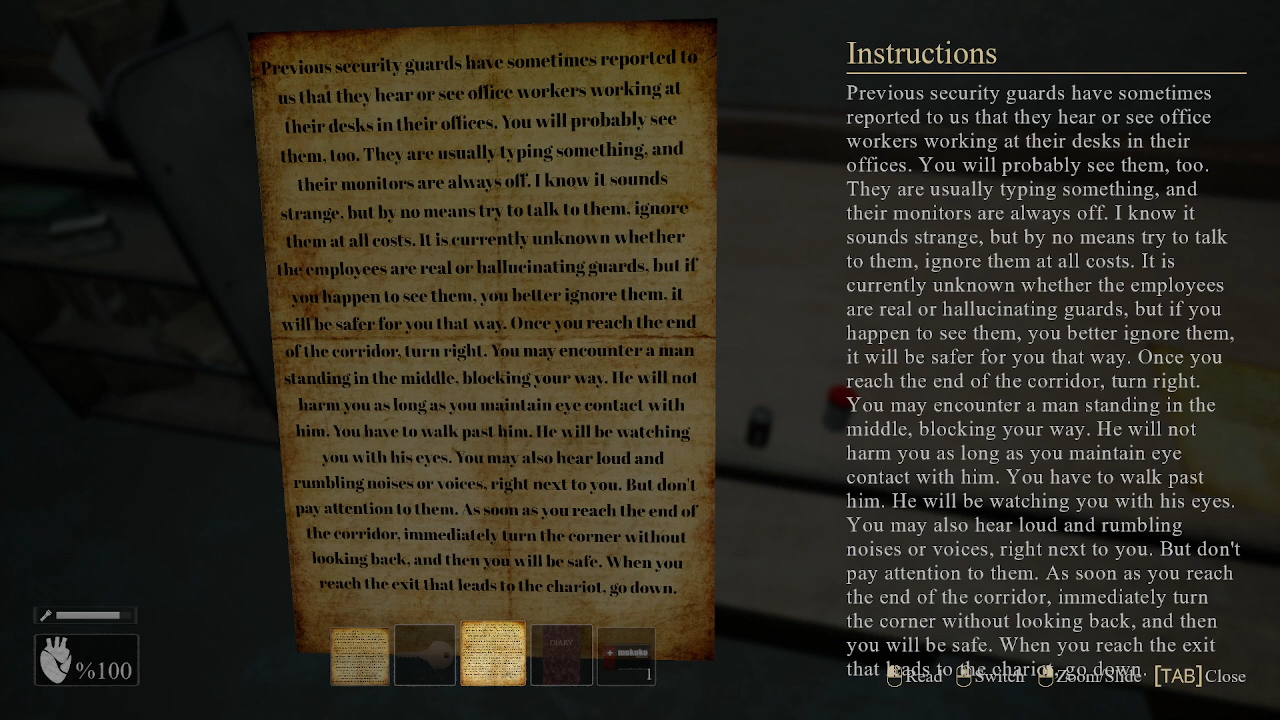 Previous security guards have sometimes reported to
us that they hear or see office workers working at
their desks in their offices. You will probably see
them, too. They are usually typing something, and
their monitors are always off. I know it sounds
strange, but by no means try to talk to them, ignore
them at all costs. It is currently unknown whether
the employees are real or hallucinating guards, but if
you happen to see them, you better ignore them. it
will be safer for you that way. Once you reach the end
of the corridor, turn right. You may encounter a man
standing in the middle, blocking your way. He will not
harm you as long as you maintain eye contact with
him. You have to walk past him. He will be watching
you with his eyes. You may also hear loud and
rumbling noises or voices, right next to you. But don't
pay attention to them. As soon as you reach the end of
the corridor, immediately turn the corner without
looking back, and then you will be safe. When you
reach the exit that leads to the chariot, go down.
Instructions
Previous security guards have sometimes
reported to us that they hear or see office
workers working at their desks in their
offices. You will probably see them, too.
They are usually typing something, and
their monitors are always off. I know it
sounds strange, but by no means try to talk
to them, ignore them at all costs. It is
currently unknown whether the employees
are real or hallucinating guards, but if you
happen to see them, you better ignore them,
it will be safer for you that way. Once you
reach the end of the corridor, turn right.
You may encounter a man standing in the
middle, blocking your way. He will not
harm you as long as you maintain eye
contact with him. You have to walk past
him. He will be watching you with his eyes.
You may also hear loud and rumbling
noises or voices, right next to you. But don't
pay attention to them. As soon as you reach
the end of the corridor, immediately turn
the corner without looking back, and then
you will be safe. When you reach the exit
that leads to the chariot, go down.
Read Switch Zoom/Slide [TAB] Close
%100
DIARY
mokoko
1